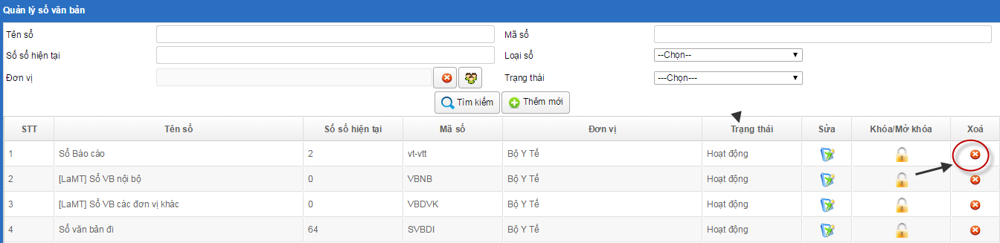 Quản lý sổ văn bản
Tên sổ Mã sổ
Số sổ hiện tại Loại sổ --Chọn--
Đơn vị Trạng thái ---Chọn---
Tìm kiếm Thêm mới
STT Tên sổ Số sổ hiện tại Mã sổ Đơn vị Trạng thái Sửa Khóa/Mở khóa Xoá
1 Sổ Báo cáo 2 vt-vtt Bộ Y Tế Hoạt động
2 [LaMT] Sổ VB nội bộ 0 VBNB Bộ Y Tế Hoạt động
3 [LaMT] Sổ VB các đơn vị khác 0 VBDVK Bộ Y Tế Hoạt động
4 Sổ văn bản đi 64 SVBDI Bộ Y Tế Hoạt động